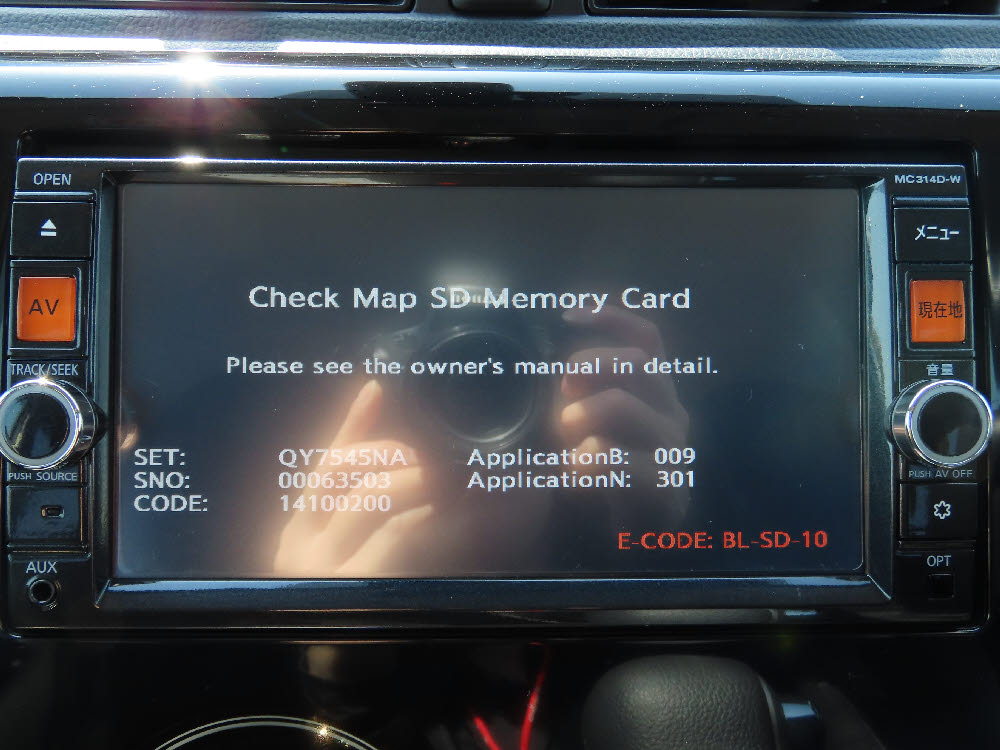 OPEN
MC314D-W
メニュー
AV
現在地
Check Map SD Memory Card
TRACK/SEEK
音量
Please see the owner's manual in detail.
SET: QY7545NA ApplicationB: 009
PUSH SOURCE
PUSH AV OFF
SNO: 00063503 ApplicationN: 301
CODE: 14100200
E-CODE: BL-SD-10
AUX
OPT